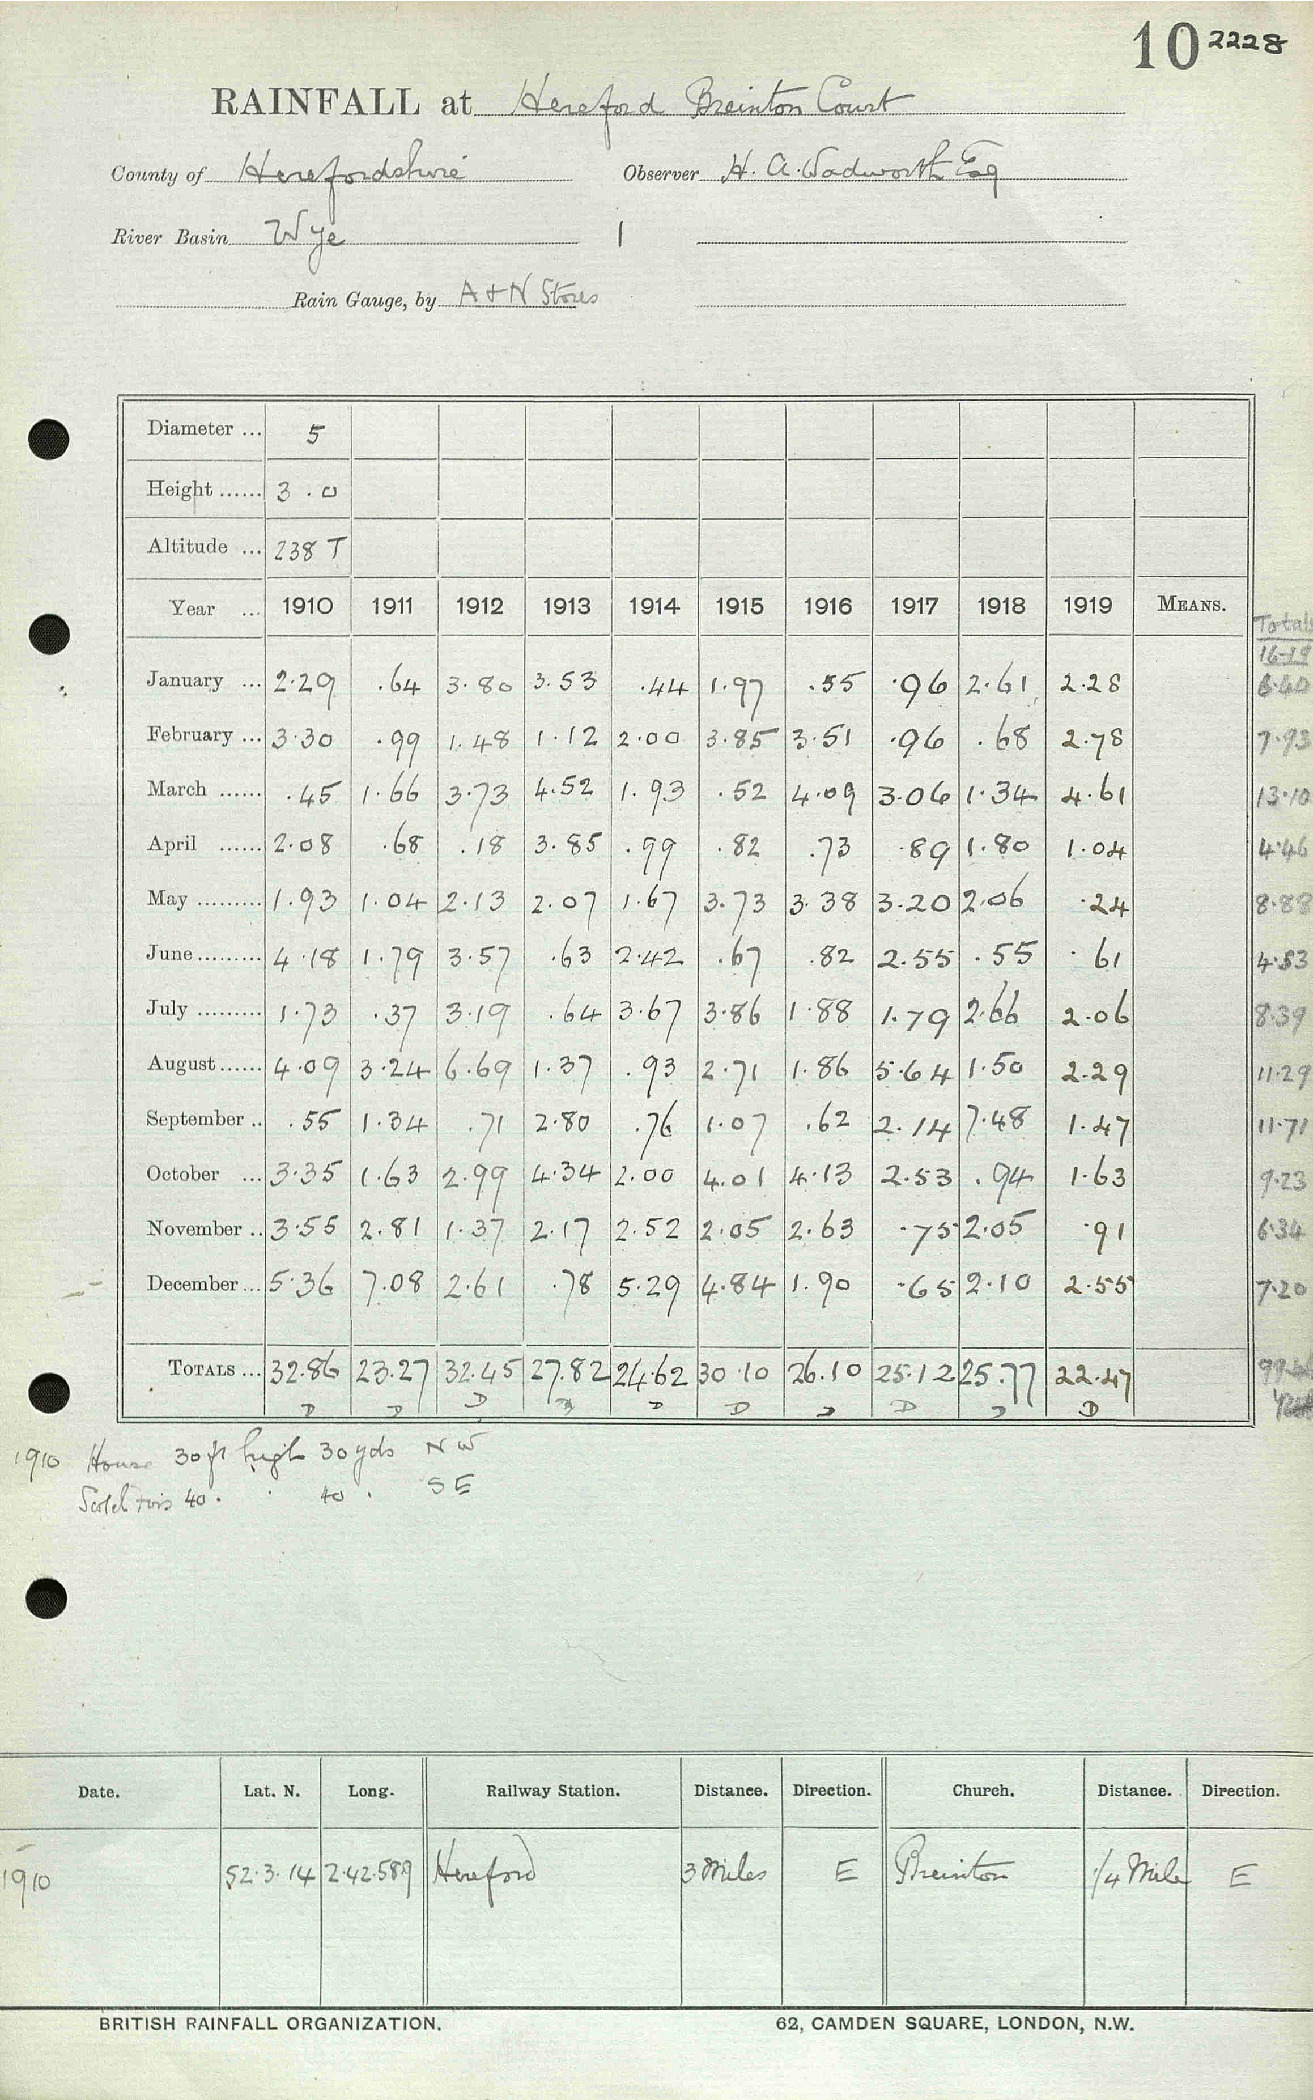 10 2228
RAINFALL at Hereford Breinton Court
County of Herefordshire Observer H. A. Wadworth Esq
River Basin Wye 1
Rain Gauge, by A & N Stores
Diameter ... 5
Height ...... 3.0
Altitude ... 238 T
Year ... 1910 1911 1912 1913 1914 1915 1916 1917 1918 1919 MEANS. Total
16-19
January ... 2.29 .64 3.80 3.53 .44 1.97 .55 .96 2.61 2.28 6.40
February ... 3.30 .99 1.48 1.12 2.00 3.85 3.51 .96 .68 2.78 7.93
March ...... .45 1.66 3.73 4.52 1.93 .52 4.09 3.06 1.34 4.61 13.10
April ...... 2.08 .68 .18 3.85 .99 .82 .73 .89 1.80 1.04 4.46
May ......... 1.93 1.04 2.13 2.07 1.67 3.73 3.38 3.20 2.06 .24 8.88
June ......... 4.18 1.79 3.57 .63 2.42 .67 .82 2.55 .55 .61 4.53
July ......... 1.73 .37 3.19 .64 3.67 3.86 1.88 1.79 2.66 2.06 8.39
August ...... 4.09 3.24 6.69 1.37 .93 2.71 1.86 5.64 1.50 2.29 11.29
September .. .55 1.34 .71 2.80 .76 1.07 .62 2.14 7.48 1.47 11.71
October ... 3.35 1.63 2.99 4.34 2.00 4.01 4.13 2.53 .94 1.63 9.23
November .. 3.55 2.81 1.37 2.17 2.52 2.05 2.63 .75 2.05 .91 6.34
December ... 5.36 7.08 2.61 .78 5.29 4.84 1.90 .65 2.10 2.55 7.20
TOTALS ... 32.86 23.27 32.45 27.82 24.62 30.10 26.10 25.12 25.77 22.47
D D D D D D D D D D
1910 House 30 ft high 30 yds NW
40 . . 40 . SE
Date. Lat. N. Long. Railway Station. Distance. Direction. Church. Distance. Direction.
1910 52.3.14 2.42.589 Hereford 3 Miles E Breinton 1/4 Mile E
BRITISH RAINFALL ORGANIZATION. 62, CAMDEN SQUARE, LONDON, N.W.